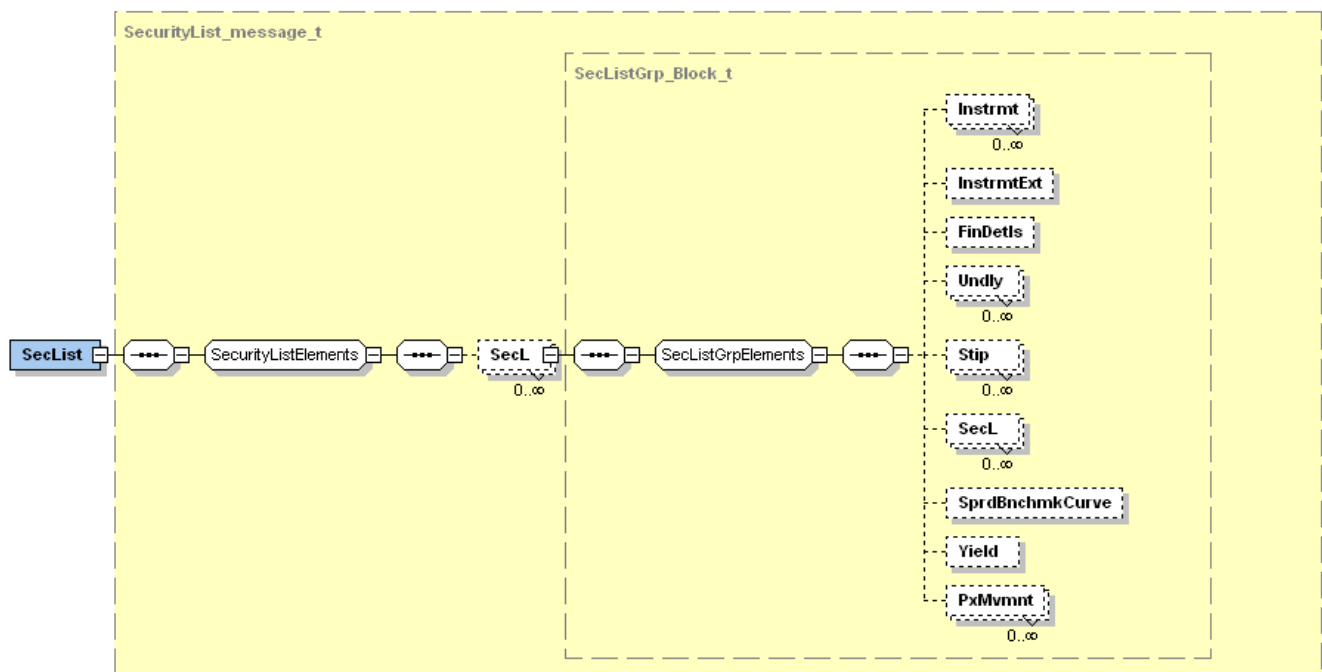 SecurityList_message_t
SecListGrp_Block_t
Instrmt
0..∞
InstrmtExt
FinDetls
Undly
0..∞
SecList
SecurityListElements
SecL
0..∞
SecListGrpElements
Stip
0..∞
SecL
0..∞
SprdBnchmkCurve
Yield
PxMvmnt
0..∞